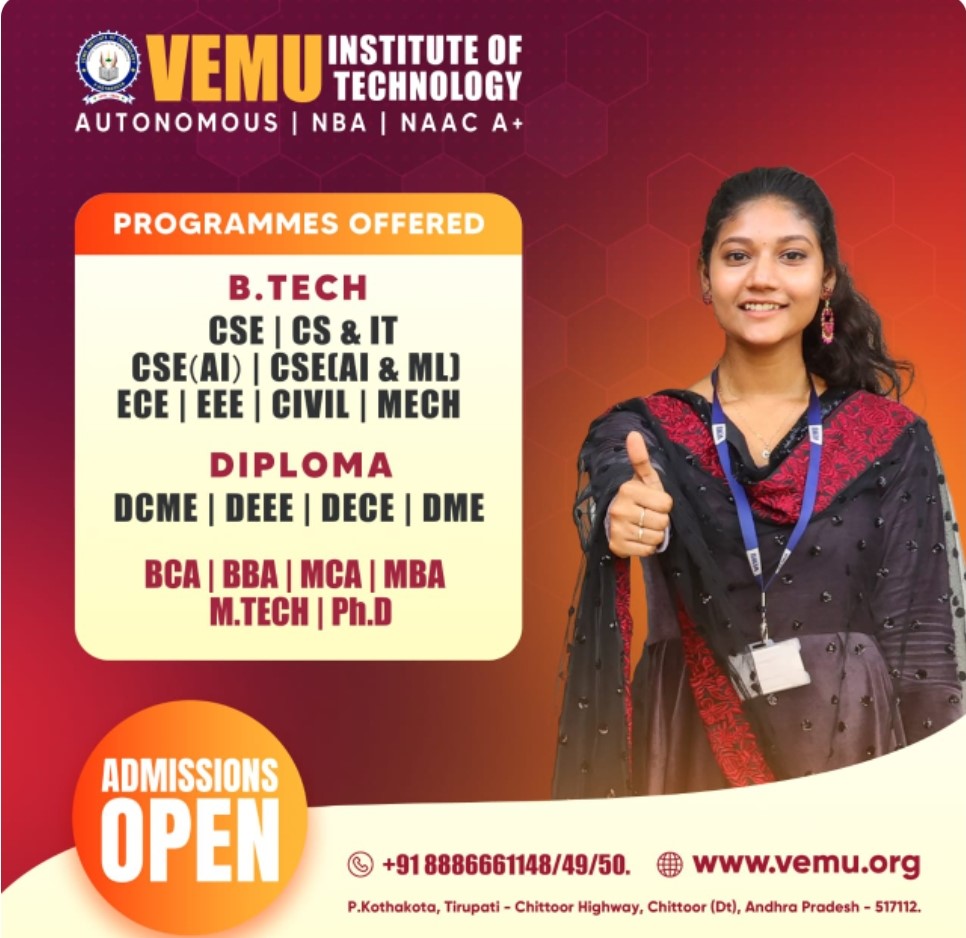 VEMU INSTITUTE OF
TECHNOLOGY
AUTONOMOUS | NBA | NAAC A+
PROGRAMMES OFFERED
B.TECH
CSE | CS & IT
CSE(AI) | CSE(AI & ML)
ECE | EEE | CIVIL | MECH
DIPLOMA
DCME | DEEE | DECE | DME
BCA | BBA | MCA | MBA
M.TECH | Ph.D
ADMISSIONS
OPEN
+91 8886661148/49/50.
www.vemu.org
P.Kothakota, Tirupati - Chittoor Highway, Chittoor (Dt), Andhra Pradesh - 517112.